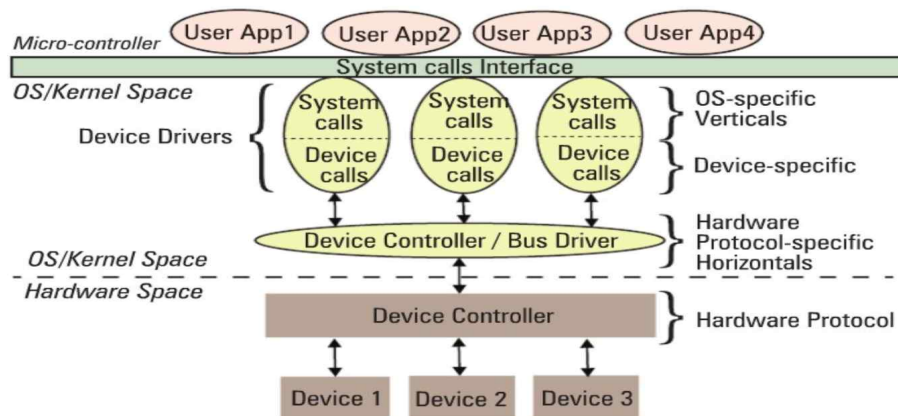 User App1
User App2
User App3
User App4
Micro-controller
System calls Interface
OS/Kernel Space
Device Drivers
System
calls
Device
calls
System
calls
Device
calls
System
calls
Device
calls
OS-specific
Verticals
Device-specific
Device Controller / Bus Driver
Hardware
Protocol-specific
Horizontals
OS/Kernel Space
Hardware Space
Device Controller
Hardware Protocol
Device 1
Device 2
Device 3